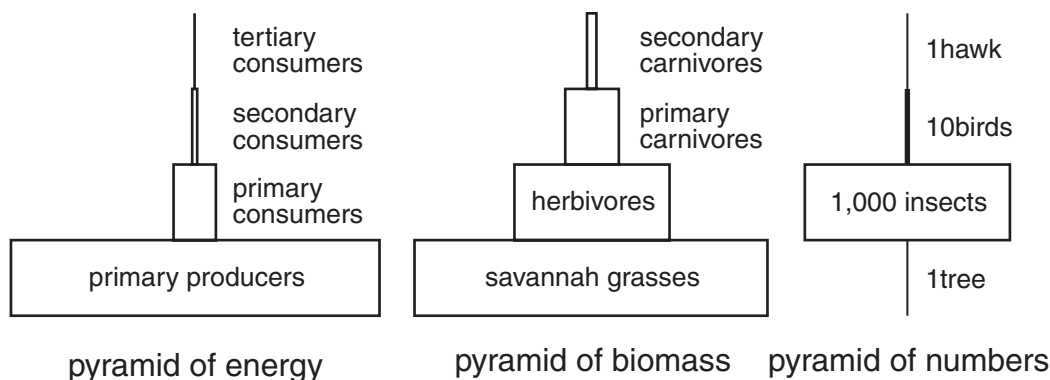 tertiary
consumers
secondary
consumers
primary
consumers
primary producers
pyramid of energy
secondary
carnivores
primary
carnivores
herbivores
savannah grasses
pyramid of biomass
1hawk
10birds
1,000 insects
1tree
pyramid of numbers